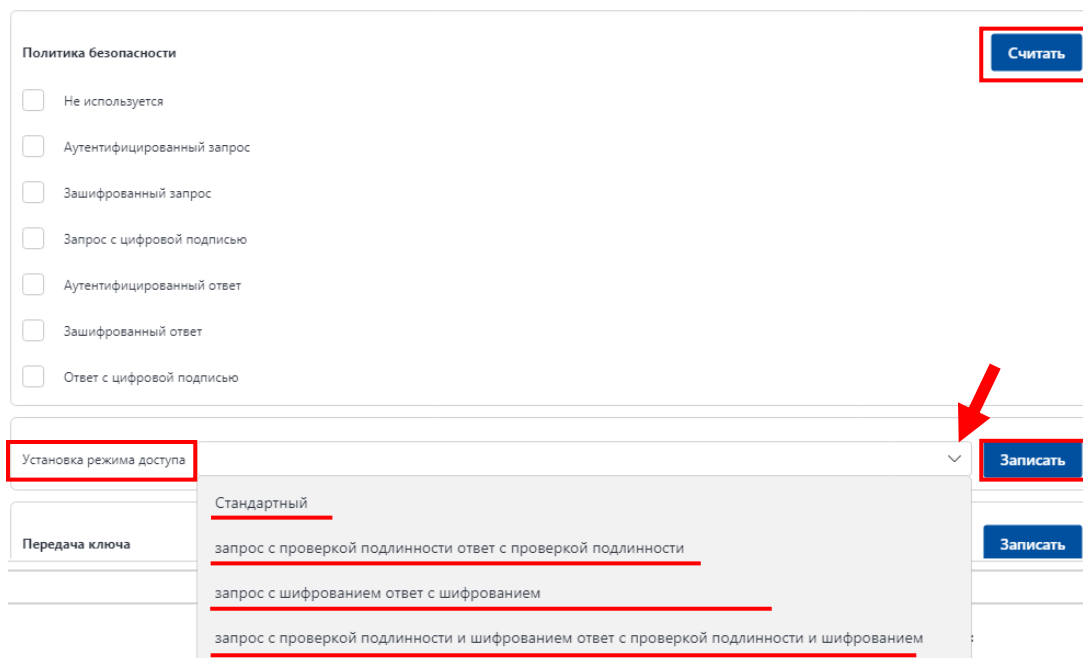 Политика безопасности
Считать
Не используется
Аутентифицированный запрос
Зашифрованный запрос
Запрос с цифровой подписью
Аутентифицированный ответ
Зашифрованный ответ
Ответ с цифровой подписью
Установка режима доступа
Записать
Стандартный
Передача ключа
Записать
запрос с проверкой подлинности ответ с проверкой подлинности
запрос с шифрованием ответ с шифрованием
запрос с проверкой подлинности и шифрованием ответ с проверкой подлинности и шифрованием